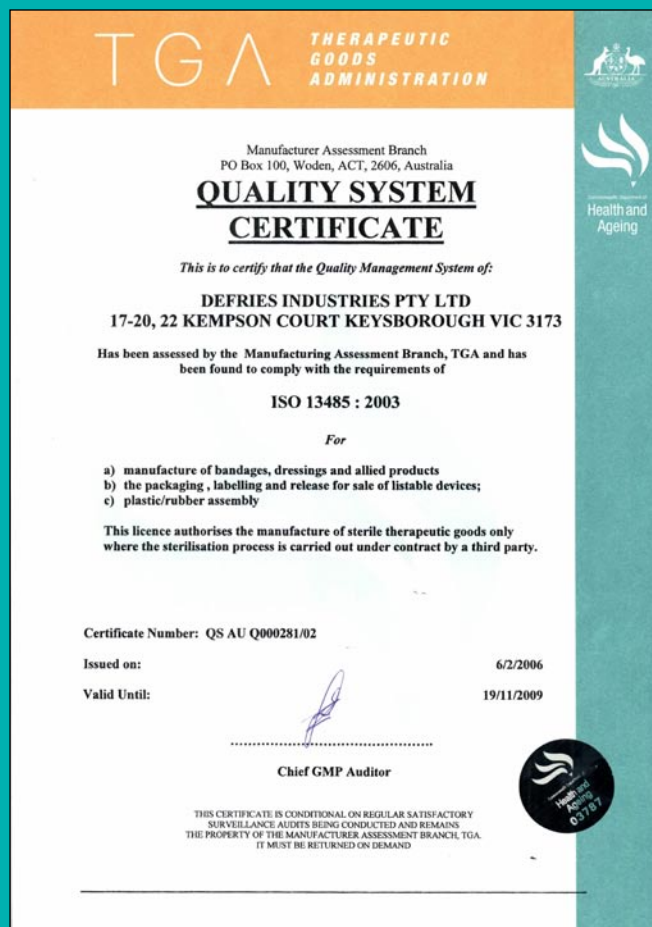 TGA
THERAPEUTIC
GOODS
ADMINISTRATION
AUSTRALIA
Manufacturer Assessment Branch
PO Box 100, Woden, ACT, 2606, Australia
QUALITY SYSTEM
CERTIFICATE
Health and
Ageing
This is to certify that the Quality Management System of:
DEFRIES INDUSTRIES PTY LTD
17-20, 22 KEMPSON COURT KEYSBOROUGH VIC 3173
Has been assessed by the Manufacturing Assessment Branch, TGA and has
been found to comply with the requirements of
ISO 13485 : 2003
For
a) manufacture of bandages, dressings and allied products
b) the packaging , labelling and release for sale of listable devices;
c) plastic/rubber assembly
This licence authorises the manufacture of sterile therapeutic goods only
where the sterilisation process is carried out under contract by a third party.
Certificate Number: QS AU Q000281/02
Issued on: 6/2/2006
Valid Until: 19/11/2009
Chief GMP Auditor
Health and
Ageing
03787
THIS CERTIFICATE IS CONDITIONAL ON REGULAR SATISFACTORY
SURVEILLANCE AUDITS BEING CONDUCTED AND REMAINS
THE PROPERTY OF THE MANUFACTURER ASSESSMENT BRANCH, TGA.
IT MUST BE RETURNED ON DEMAND